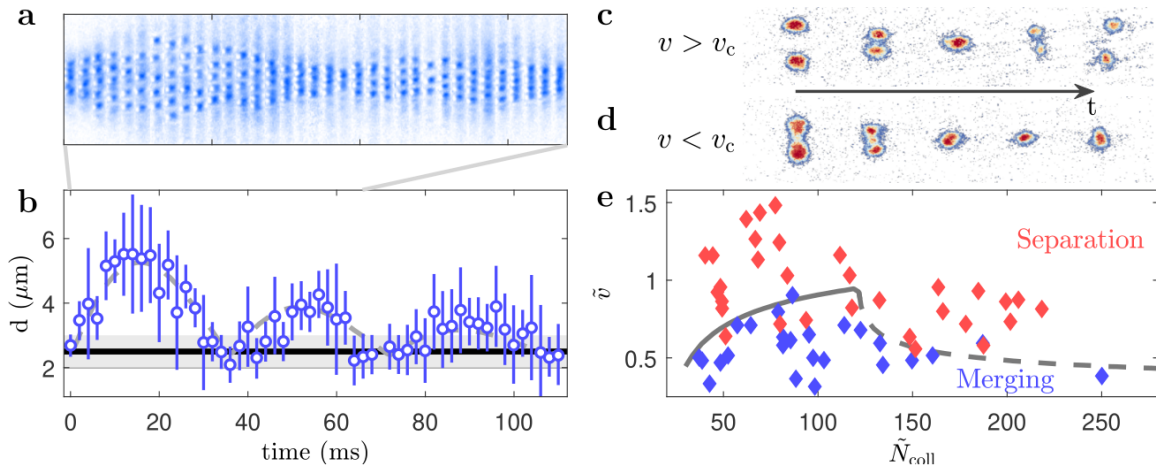 a
b
d (μm)
6
4
2
0 20 40 60 80 100
time (ms)
c
v > v_c
t
d
v < v_c
e
Separation
Merging
ṽ
1.5
1
0.5
50 100 150 200 250
Ñ_coll